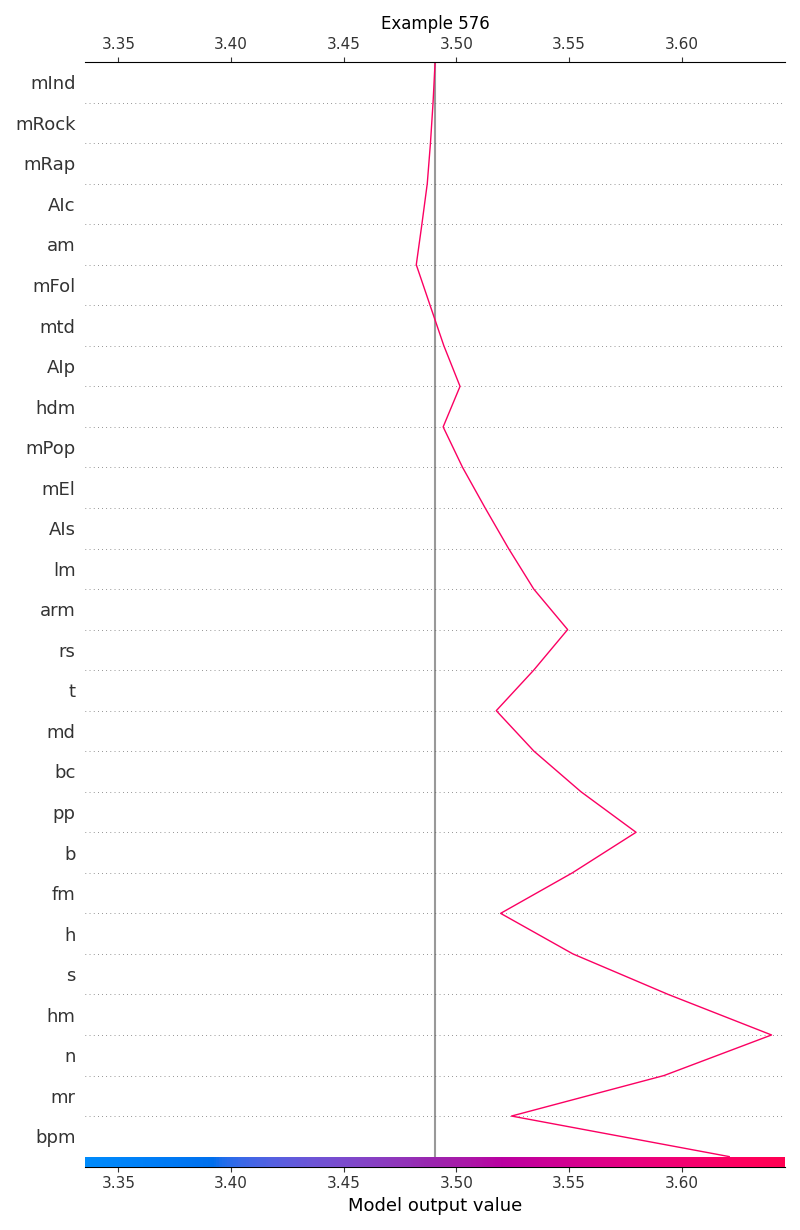 Example 576
3.35 3.40 3.45 3.50 3.55 3.60
mInd
mRock
mRap
AIc
am
mFol
mtd
AIp
hdm
mPop
mEl
AIs
lm
arm
rs
t
md
bc
pp
b
fm
h
s
hm
n
mr
bpm
3.35 3.40 3.45 3.50 3.55 3.60
Model output value